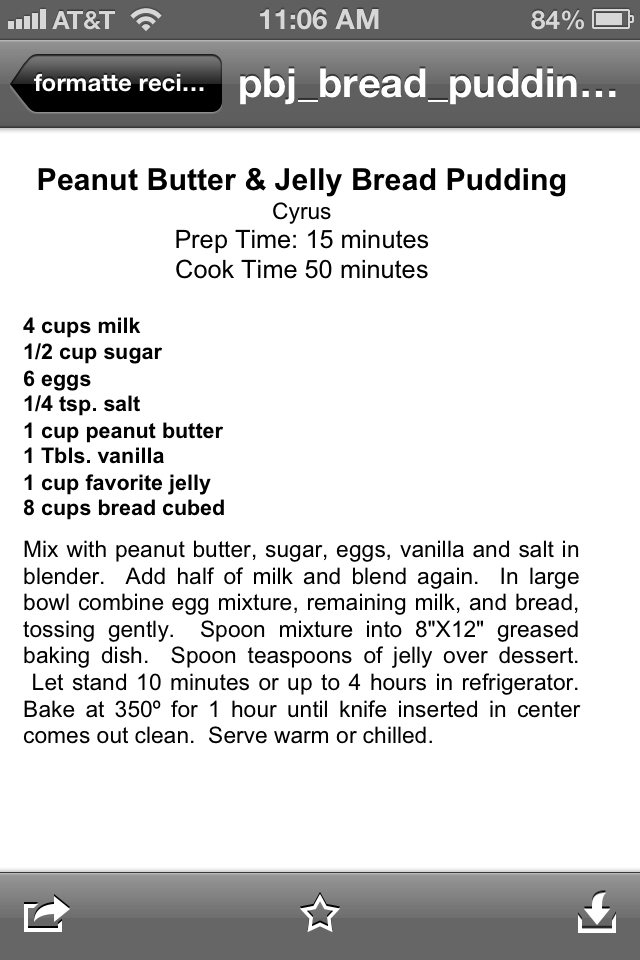 AT&T 11:06 AM 84%
formatte reci... pbj_bread_puddin...
Peanut Butter & Jelly Bread Pudding
Cyrus
Prep Time: 15 minutes
Cook Time 50 minutes
4 cups milk
1/2 cup sugar
6 eggs
1/4 tsp. salt
1 cup peanut butter
1 Tbls. vanilla
1 cup favorite jelly
8 cups bread cubed
Mix with peanut butter, sugar, eggs, vanilla and salt in
blender. Add half of milk and blend again. In large
bowl combine egg mixture, remaining milk, and bread,
tossing gently. Spoon mixture into 8"X12" greased
baking dish. Spoon teaspoons of jelly over dessert.
Let stand 10 minutes or up to 4 hours in refrigerator.
Bake at 350º for 1 hour until knife inserted in center
comes out clean. Serve warm or chilled.